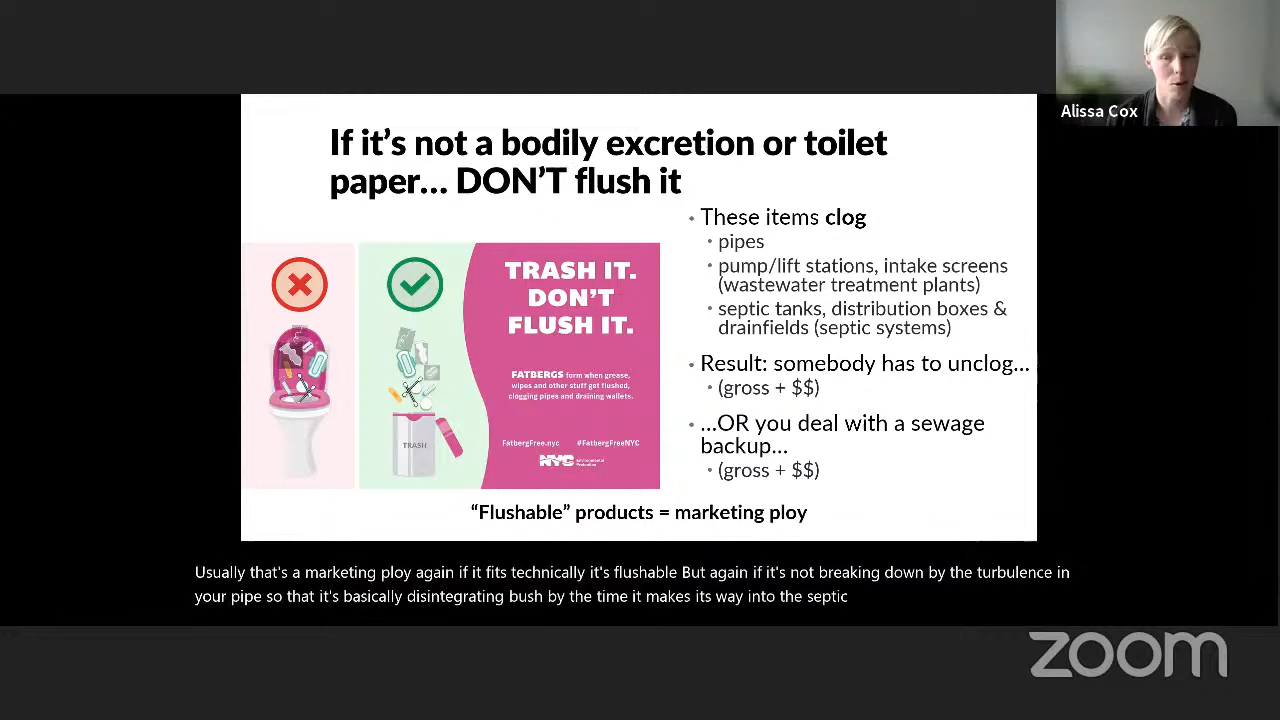 Alissa Cox
If it's not a bodily excretion or toilet
paper… DON'T flush it
These items clog
pipes
pump/lift stations, intake screens
(wastewater treatment plants)
septic tanks, distribution boxes &
drainfields (septic systems)
Result: somebody has to unclog…
(gross + $$)
…OR you deal with a sewage
backup…
(gross + $$)
TRASH IT.
DON'T
FLUSH IT.
FATBERGS form when grease,
wipes and other stuff get flushed,
clogging pipes and draining wallets.
FatbergFree.nyc #FatbergFreeNYC
NYC Environmental
Protection
TRASH
"Flushable" products = marketing ploy
Usually that's a marketing ploy again if it fits technically it's flushable But again if it's not breaking down by the turbulence in
your pipe so that it's basically disintegrating bush by the time it makes its way into the septic
zoom